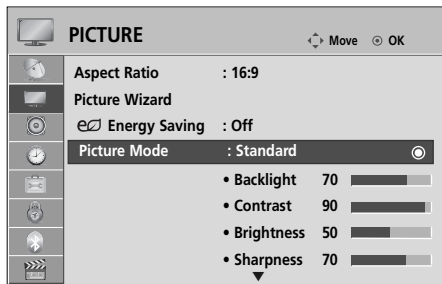 PICTURE
Move OK
Aspect Ratio : 16:9
Picture Wizard
Energy Saving : Off
Picture Mode : Standard
• Backlight 70
• Contrast 90
• Brightness 50
• Sharpness 70